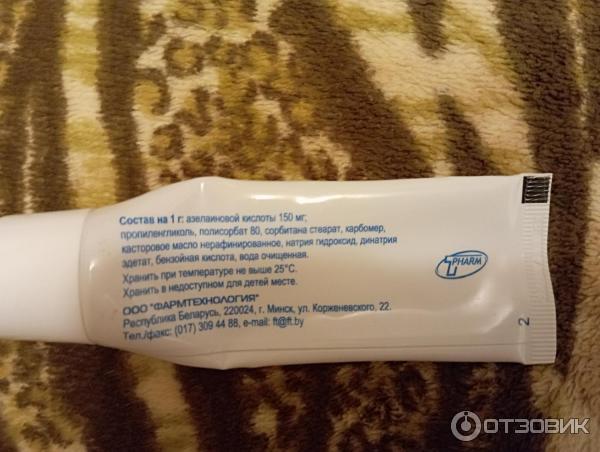 Состав на 1 г: азелаиновой кислоты 150 мг;
пропиленгликоль, полисорбат 80, сорбитана стеарат, карбомер,
касторовое масло нерафинированное, натрия гидроксид, динатрия
эдетат, бензойная кислота, вода очищенная.
Хранить при температуре не выше 25°С.
Хранить в недоступном для детей месте.
ООО "ФАРМТЕХНОЛОГИЯ"
Республика Беларусь, 220024, г. Минск, ул. Корженевского, 22.
Тел./факс: (017) 309 44 88, e-mail: ft@ft.by
PHARM
2
ОТЗОВИК